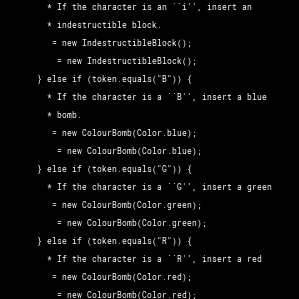 * If the character is an ``i'', insert an
* indestructible block.
= new IndestructibleBlock();
= new IndestructibleBlock();
} else if (token.equals("B")) {
* If the character is a ``B'', insert a blue
* bomb.
= new ColourBomb(Color.blue);
= new ColourBomb(Color.blue);
} else if (token.equals("G")) {
* If the character is a ``G'', insert a green
= new ColourBomb(Color.green);
= new ColourBomb(Color.green);
} else if (token.equals("R")) {
* If the character is a ``R'', insert a red
= new ColourBomb(Color.red);
= new ColourBomb(Color.red);